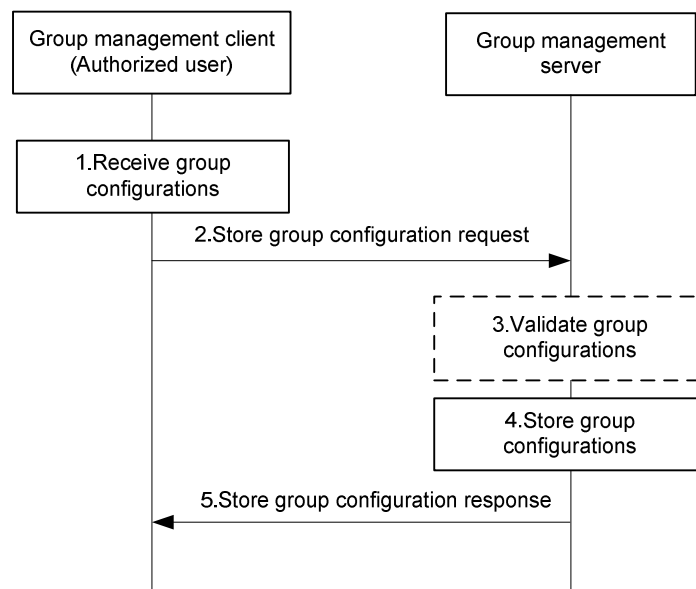 Group management client
(Authorized user)
Group management
server
1.Receive group
configurations
2.Store group configuration request
3.Validate group
configurations
4.Store group
configurations
5.Store group configuration response